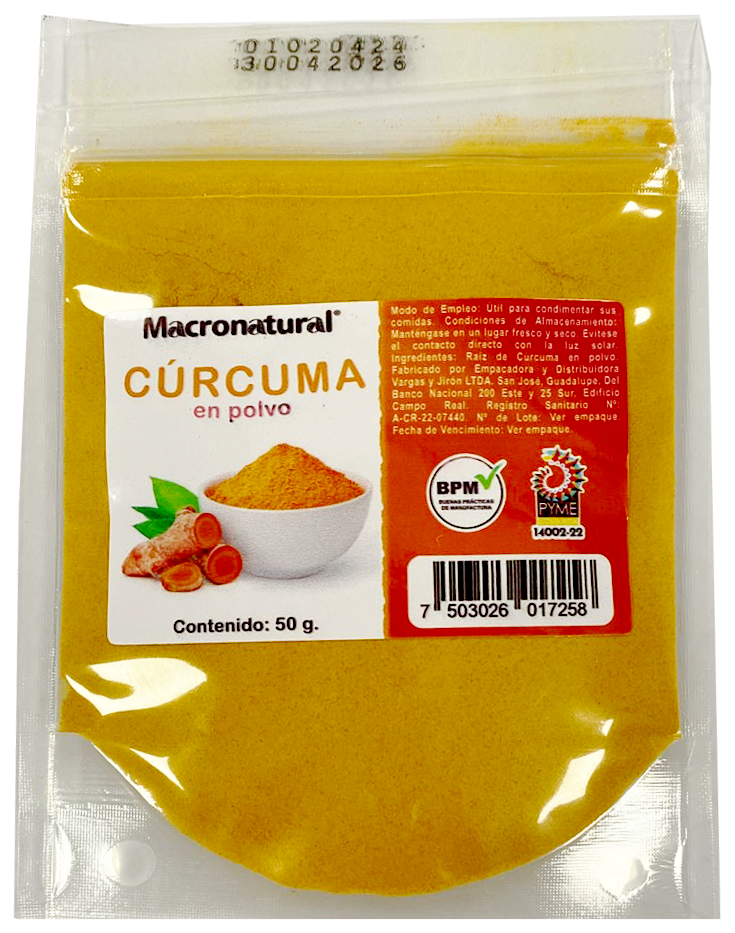 01020424
30042026
Macronatural®
CÚRCUMA
en polvo
Contenido: 50 g.
Modo de Empleo: Util para condimentar sus
comidas. Condiciones de Almacenamiento:
Manténgase en un lugar fresco y seco. Evítese
el contacto directo con la luz solar.
Ingredientes: Raíz de Cúrcuma en polvo.
Fabricado por Empacadora y Distribuidora
Vargas y Jirón LTDA. San José, Guadalupe. Del
Banco Nacional 200 Este y 25 Sur. Edificio
Campo Real. Registro Sanitario N°
A-CR-22-07440. N° de Lote: Ver empaque.
Fecha de Vencimiento: Ver empaque.
BPM
BUENAS PRÁCTICAS
DE MANUFACTURA
PYME
14002-22
7 503026 017258